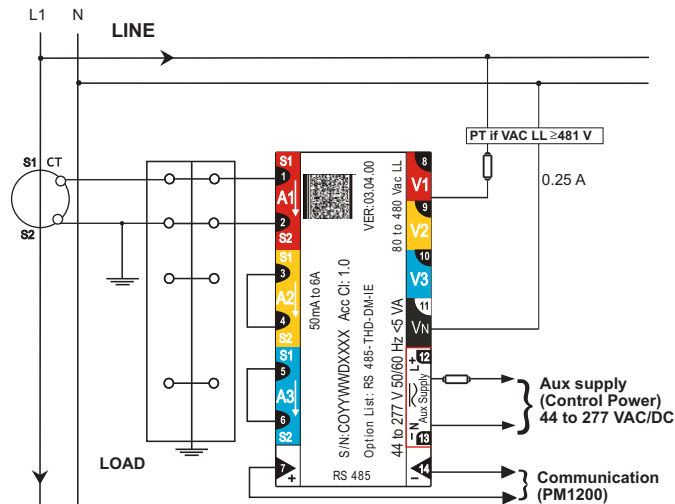 L1 N
LINE
PT if VAC LL ≥481 V
0.25 A
S1 CT
S2
S1
1
A1
2
S2
S1
3
A2
4
S2
S1
5
A3
6
S2
7
+
RS 485
50mA to 6A
S/N:COYYWWDXXXX Acc Cl: 1.0
Option List: RS 485-THD-DM-IE
VER:03.04.00
80 to 480 Vac LL
44 to 277 V 50/60 Hz <5 VA
8
V1
9
V2
10
V3
11
VN
12
L+
Aux Supply
–N
13
14
–
Aux supply
(Control Power)
44 to 277 VAC/DC
Communication
(PM1200)
LOAD